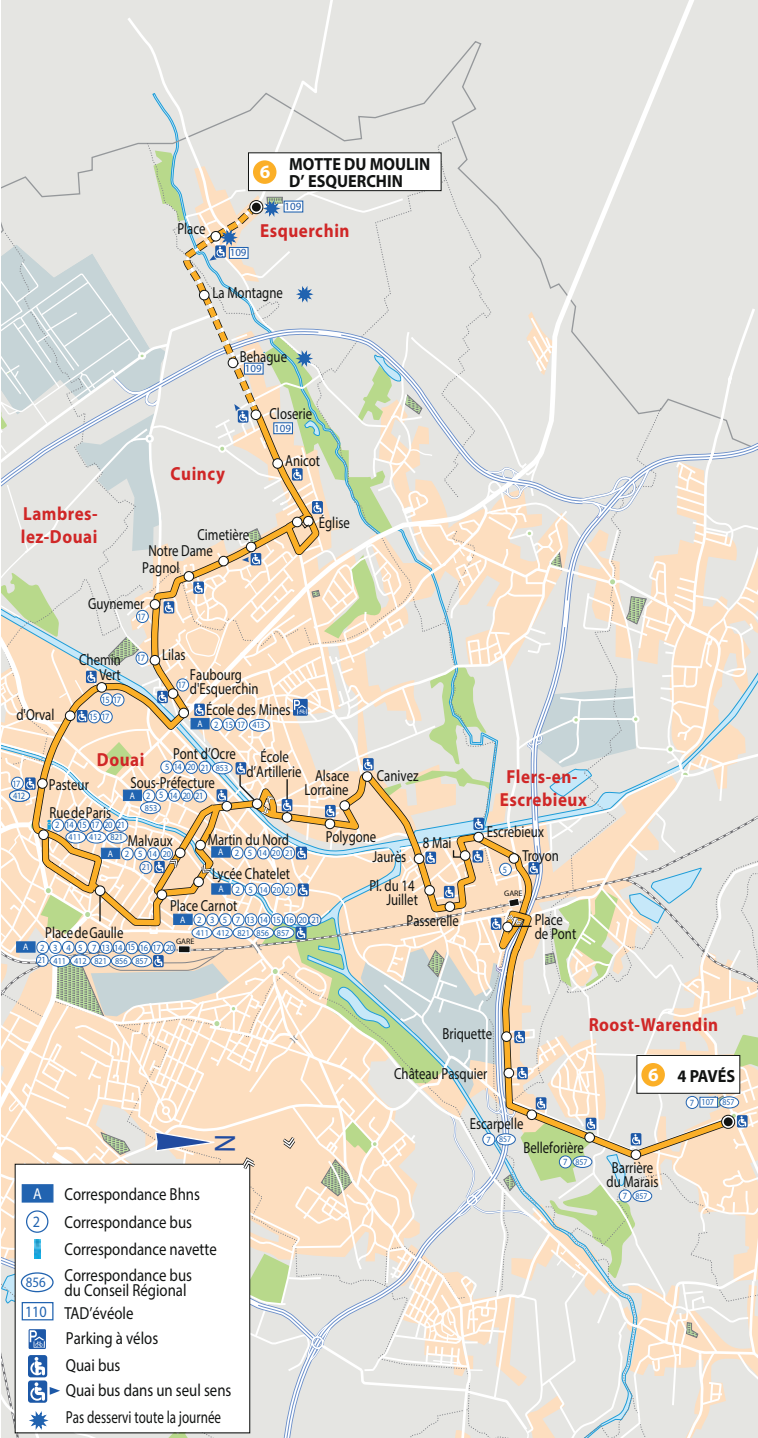 6 MOTTE DU MOULIN
D' ESQUERCHIN
109
Place
Esquerchin
109
La Montagne
Behague
109
Closerie
109
Anicot
Cuincy
Lambres-
lez-Douai
Église
Cimetière
Notre Dame
Pagnol
Guynemer
17
17 Lilas
Chemin
Vert
15 17
Faubourg
d'Esquerchin
17
d'Orval
15 17
École des Mines
A 2 15 17 413
Douai
Pont d'Ocre
5 14 20 21 853
École
d'Artillerie
Alsace
Lorraine
Canivez
Flers-en-
Escrebieux
17
412
Pasteur
Sous-Préfecture
A 2 5 14 20 21
853
Rue de Paris
2 14 15 17 20 21
411 412 821
Polygone
Escrebieux
Malvaux
A 2 5 14 20
21
Martin du Nord
A 2 5 14 20 21
8 Mai
Jaurès
Troyon
5
Lycée Chatelet
A 2 5 14 20 21
Pl. du 14
Juillet
GARE
Place Carnot
A 2 3 5 7 13 14 15 16 20 21
411 412 821 856 857
Passerelle
Place
de Pont
Place de Gaulle
A 2 3 4 5 7 13 14 15 16 17 20
21 411 412 821 856 857
GARE
Briquette
Roost-Warendin
Château Pasquier
6 4 PAVÉS
7 107 857
Escarpelle
7 857
Belleforière
7 857
Barrière
du Marais
7 857
N
A Correspondance Bhns
2 Correspondance bus
Correspondance navette
856 Correspondance bus
du Conseil Régional
110 TAD'évéole
P Parking à vélos
Quai bus
Quai bus dans un seul sens
Pas desservi toute la journée